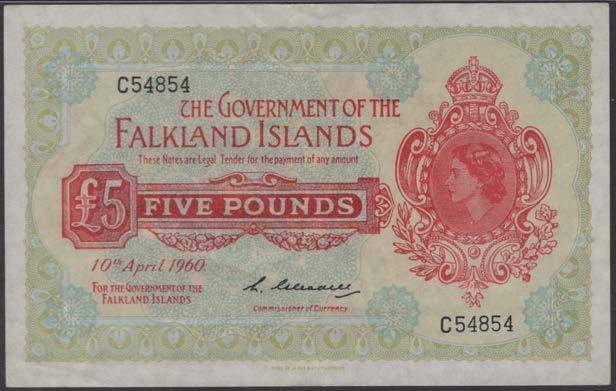 C54854
THE GOVERNMENT OF THE
FALKLAND ISLANDS
These Notes are Legal Tender for the payment of any amount
£5
FIVE POUNDS
10th April 1960.
FOR THE GOVERNMENT OF THE
FALKLAND ISLANDS
Commissioner of Currency
C54854